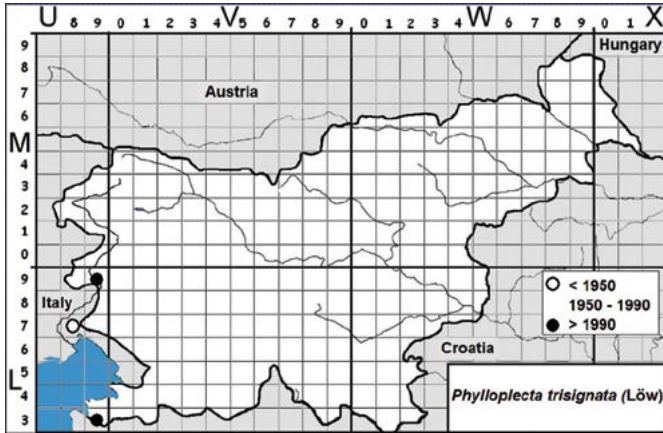 U 8 9 0 1 2 3 4 V 5 6 7 8 9 0 1 2 3 4 W 6 7 8 9 0 1 X
9
Hungary
8
Austria
7
6
M
4
3
2
1
0
9
< 1950
Italy
8
1950 - 1990
7
> 1990
6
Croatia
L 5
4
Phylloplecta trisignata (Löw)
3